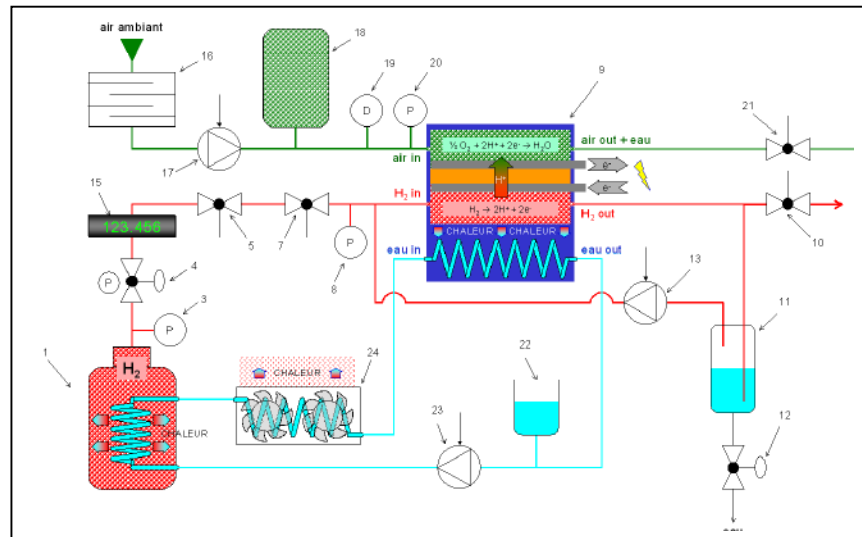 air ambiant
16
18
19
20
9
D
P
½ O₂ + 2H⁺ + 2e⁻ → H₂O
air out + eau
21
17
air in
e⁻
H⁺
e⁻
15
H₂ in
H₂ → 2H⁺ + 2e⁻
H₂ out
123.456
5
7
P
8
10
CHALEUR
CHALEUR
eau in
eau out
4
P
13
3
P
11
1
H₂
CHALEUR
24
22
CHALEUR
23
12